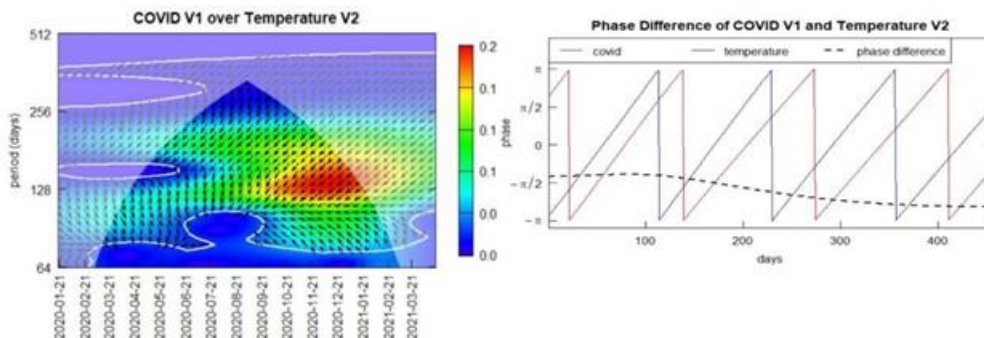 COVID V1 over Temperature V2
512
256
128
64
period (days)
2020-01-21
2020-02-21
2020-03-21
2020-04-21
2020-05-21
2020-06-21
2020-07-21
2020-08-21
2020-09-21
2020-10-21
2020-11-21
2020-12-21
2021-01-21
2021-02-21
2021-03-21
0.2
0.1
0.1
0.0
0.0
Phase Difference of COVID V1 and Temperature V2
covid temperature phase difference
π
π/2
0
−π/2
−π
phase
100 200 300 400
days